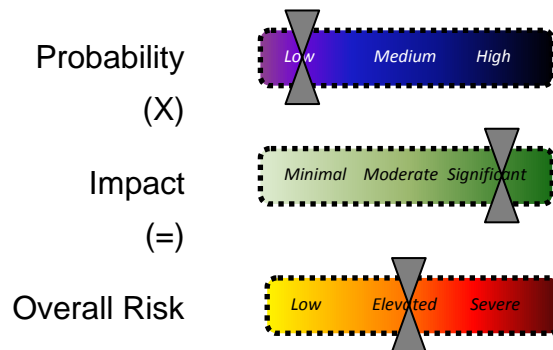 Probability
Low Medium High
(X)
Impact
Minimal Moderate Significant
(=)
Overall Risk
Low Elevated Severe